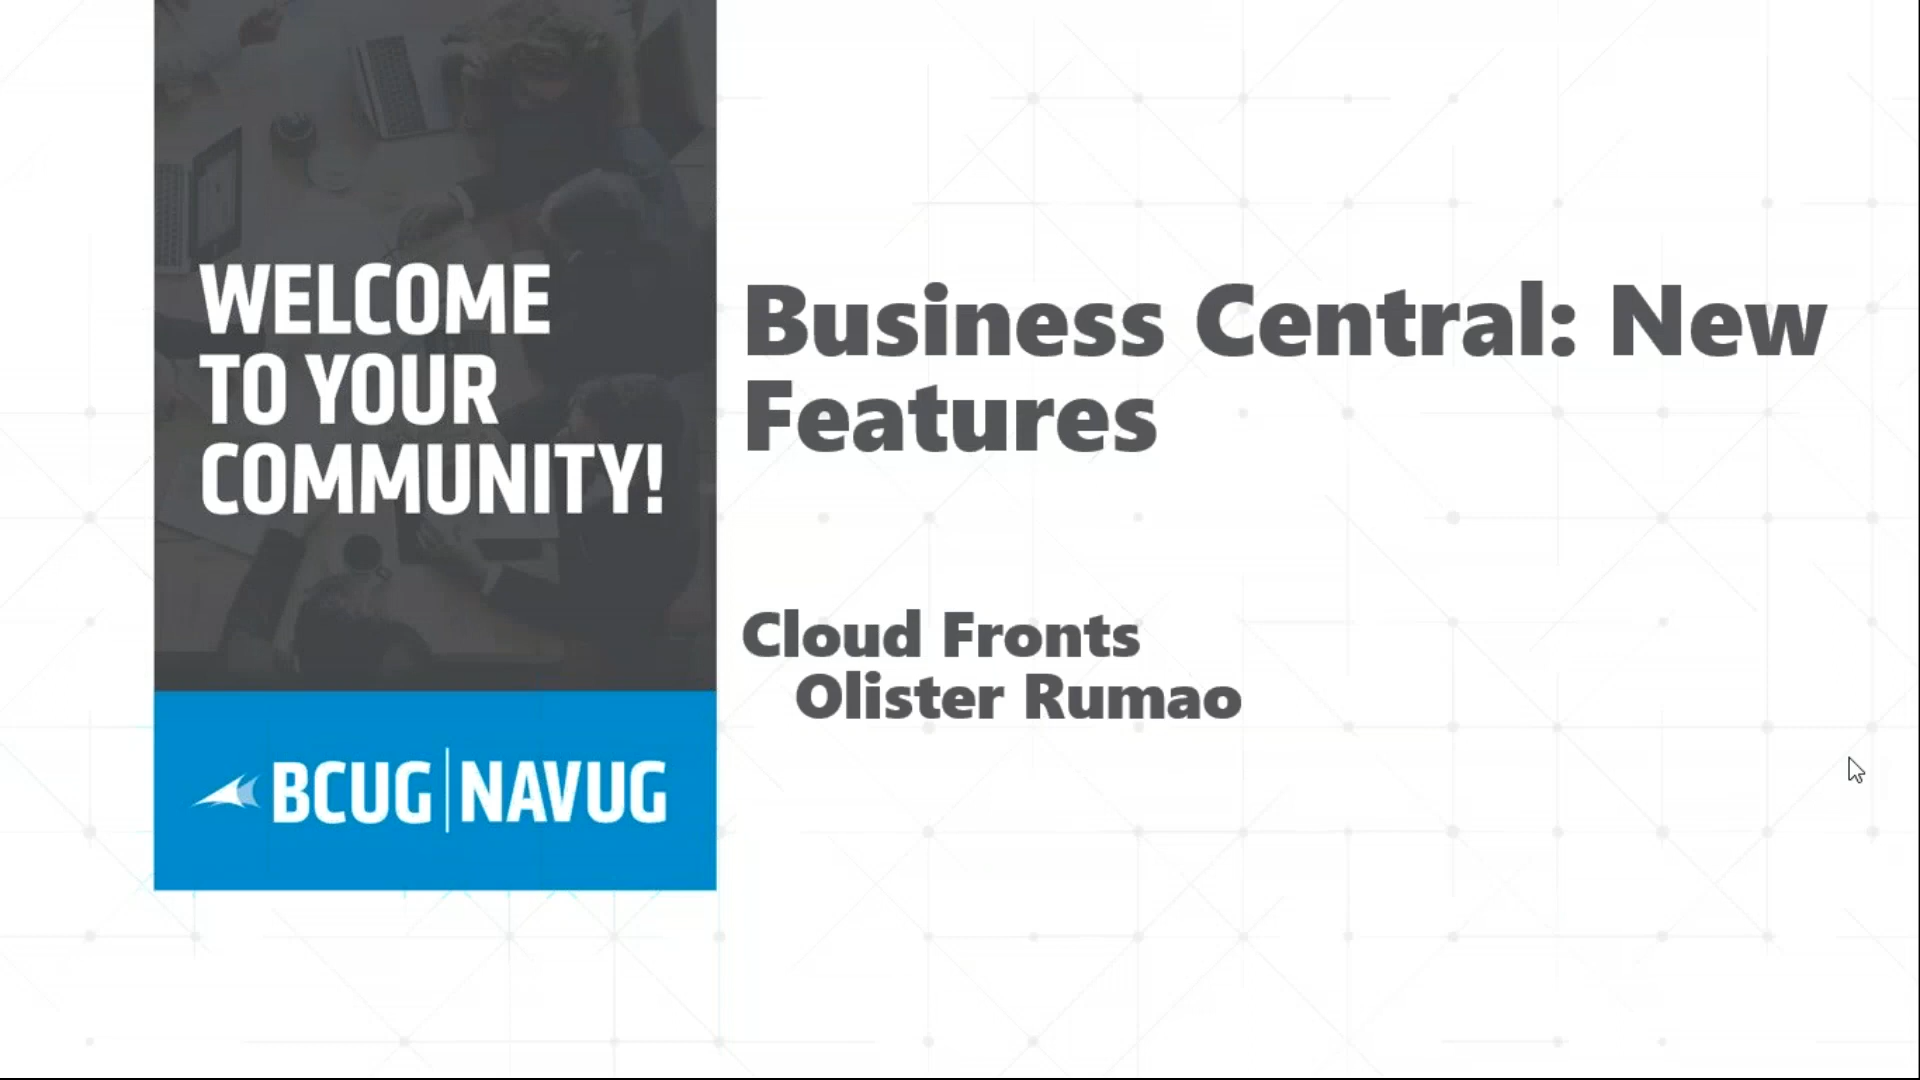 WELCOME
TO YOUR
COMMUNITY!
BCUG|NAVUG
Business Central: New
Features
Cloud Fronts
Olister Rumao